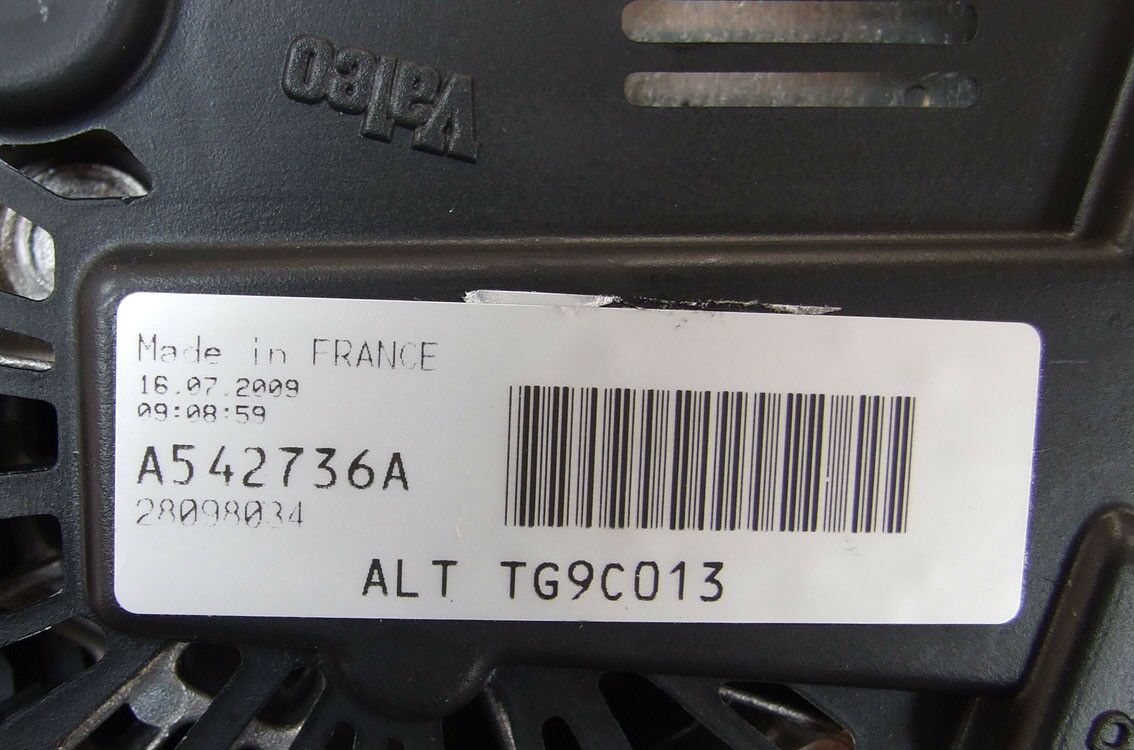 Valeo
Made in FRANCE
16.07.2009
09:08:59
A542736A
28098034
ALT TG9C013